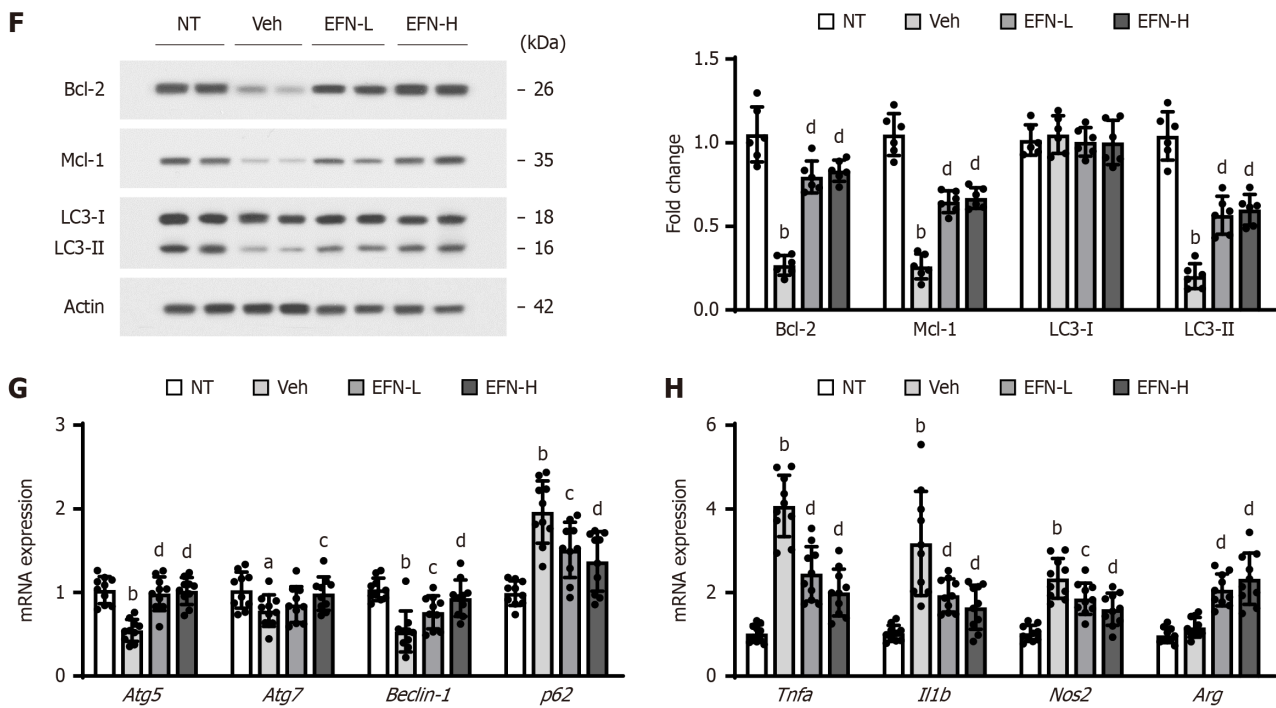 F
NT Veh EFN-L EFN-H
(kDa)
Bcl-2 – 26
Mcl-1 – 35
LC3-I – 18
LC3-II – 16
Actin – 42
NT Veh EFN-L EFN-H
Fold change
1.5
1.0
0.5
0.0
b d d
b d d
b d d
Bcl-2 Mcl-1 LC3-I LC3-II
G
NT Veh EFN-L EFN-H
mRNA expression
3
2
1
0
b d d
a c
b c d
b c d
Atg5 Atg7 Beclin-1 p62
H
NT Veh EFN-L EFN-H
mRNA expression
6
4
2
0
b d d
b d d
b c d
d d
Tnfa Il1b Nos2 Arg